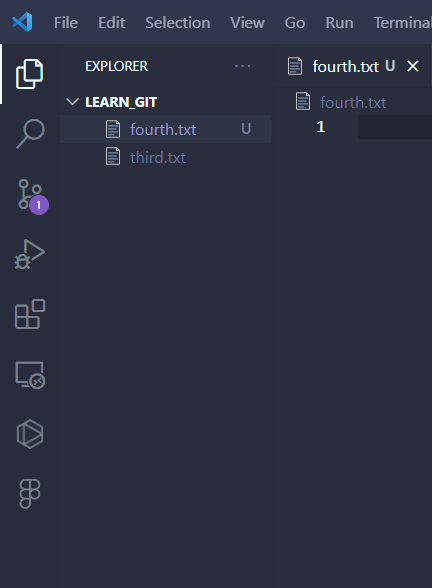 File Edit Selection View Go Run Terminal
EXPLORER ···
LEARN_GIT
fourth.txt U
third.txt
fourth.txt U
fourth.txt
1
1